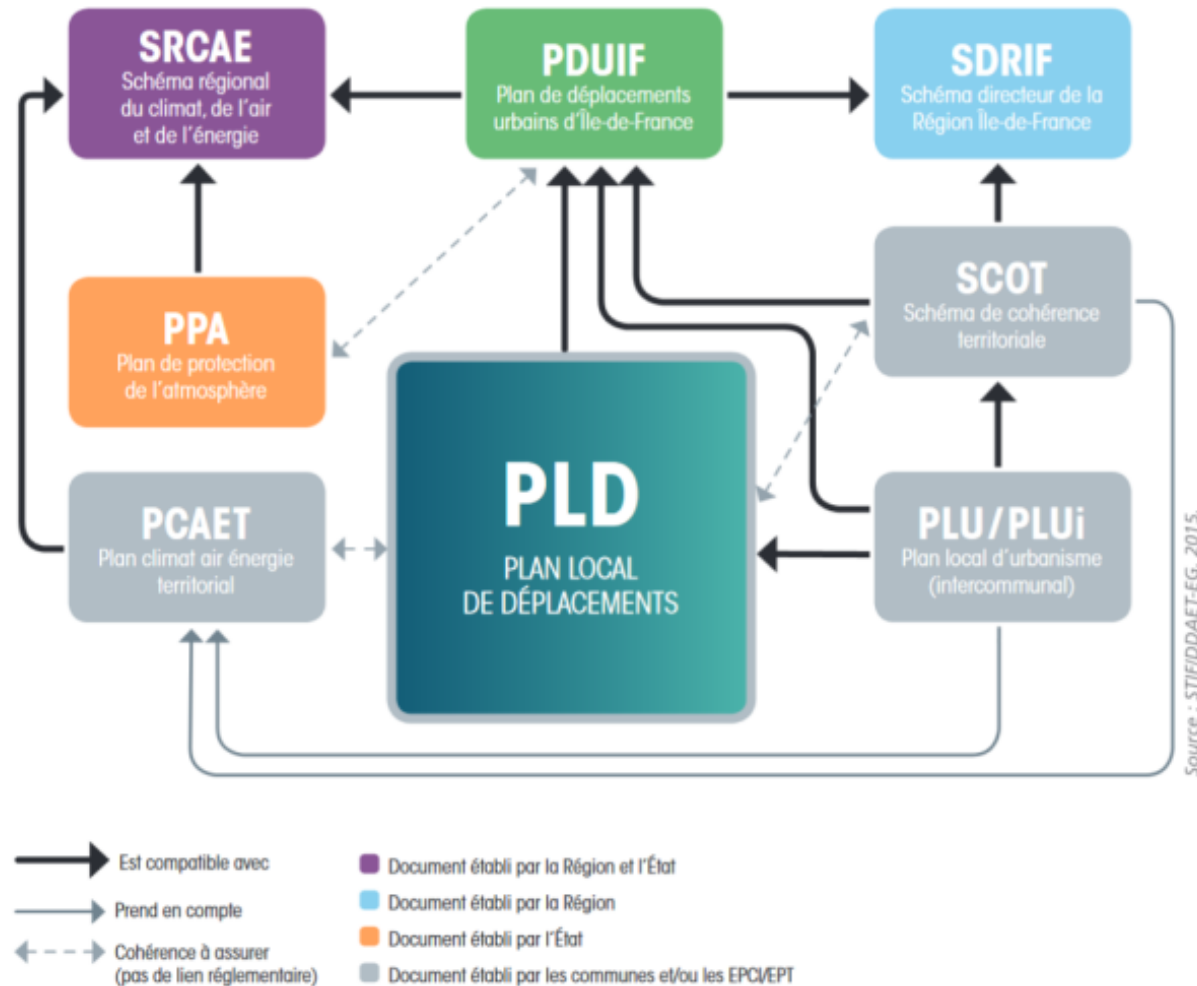 SRCAE
Schéma régional
du climat, de l'air
et de l'énergie
PDUIF
Plan de déplacements
urbains d'Île-de-France
SDRIF
Schéma directeur de la
Région Île-de-France
PPA
Plan de protection
de l'atmosphère
SCOT
Schéma de cohérence
territoriale
PCAET
Plan climat air énergie
territorial
PLD
PLAN LOCAL
DE DÉPLACEMENTS
PLU/PLUi
Plan local d'urbanisme
(intercommunal)
Source : STIF/DDAET-EG, 2015.
Est compatible avec
Prend en compte
Cohérence à assurer
(pas de lien réglementaire)
Document établi par la Région et l'État
Document établi par la Région
Document établi par l'État
Document établi par les communes et/ou les EPCI/EPT